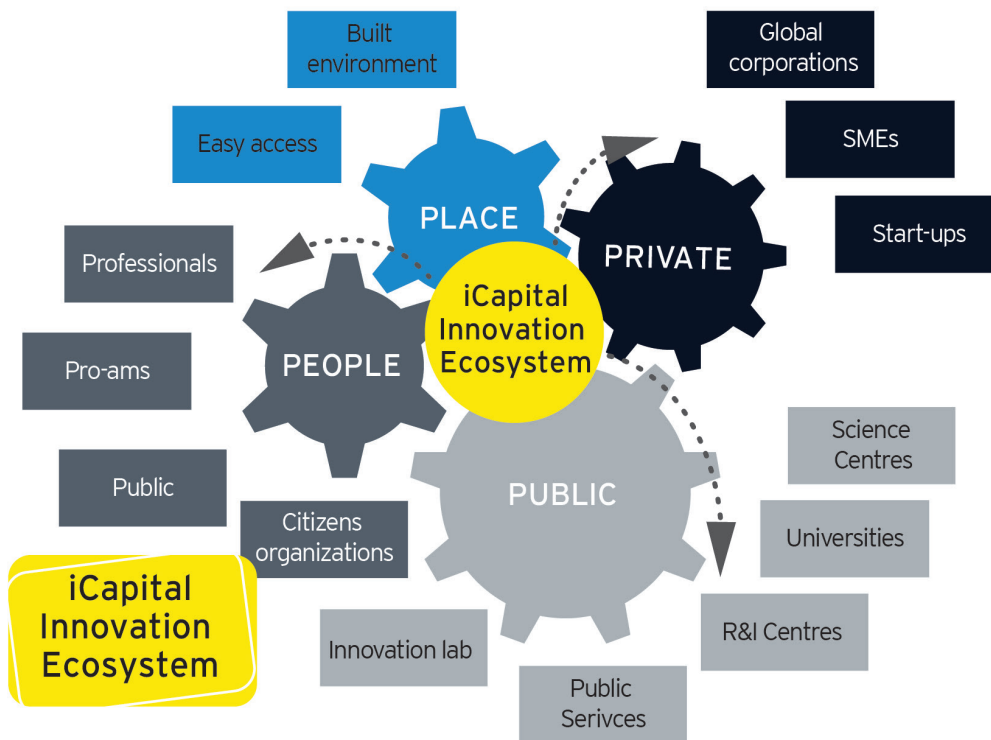 Built
environment
Global
corporations
Easy access
SMEs
PLACE
Start-ups
PRIVATE
Professionals
iCapital
Innovation
Ecosystem
PEOPLE
Pro-ams
Science
Centres
Public
PUBLIC
Citizens
organizations
Universities
iCapital
Innovation
Ecosystem
Innovation lab
R&I Centres
Public
Serivces